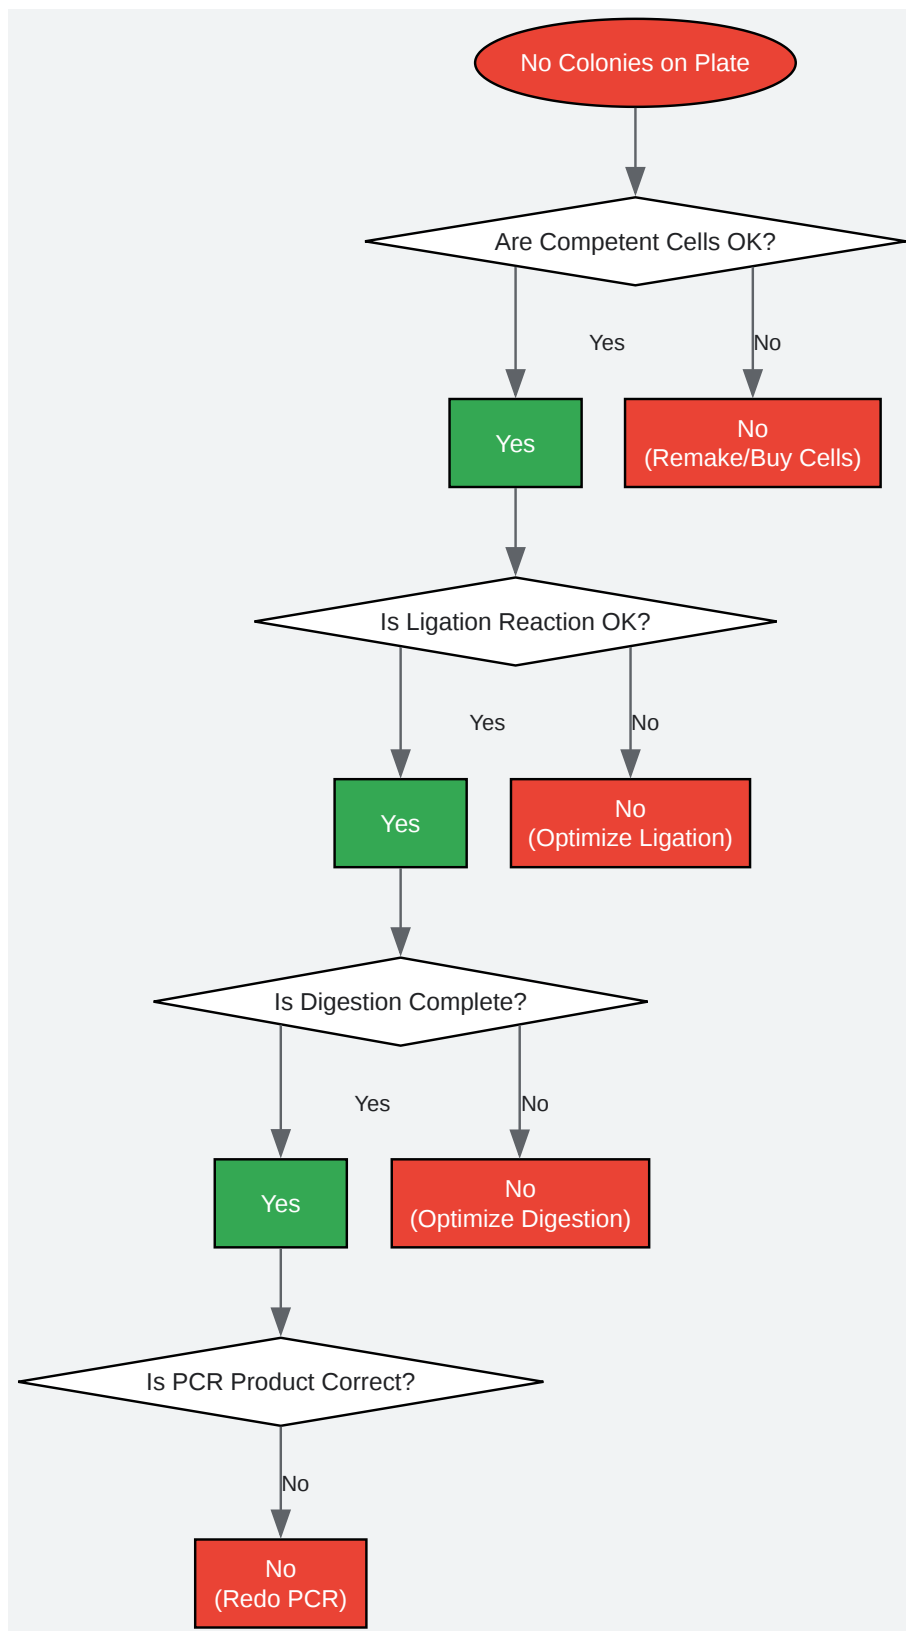 No Colonies on Plate
Are Competent Cells OK?
Yes
No
Yes
No
(Remake/Buy Cells)
Is Ligation Reaction OK?
Yes
No
Yes
No
(Optimize Ligation)
Is Digestion Complete?
Yes
No
Yes
No
(Optimize Digestion)
Is PCR Product Correct?
No
No
(Redo PCR)